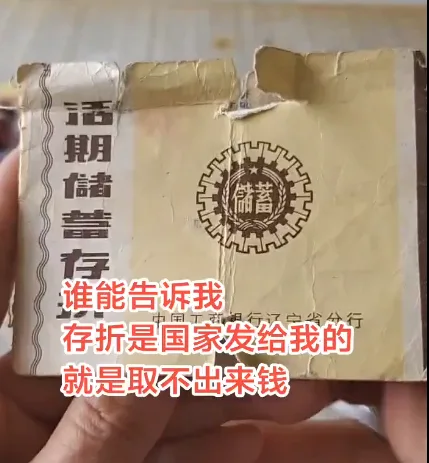 活期儲蓄存折
儲蓄
中国工商银行辽宁省分行
谁能告诉我
存折是国家发给我的
就是取不出来钱